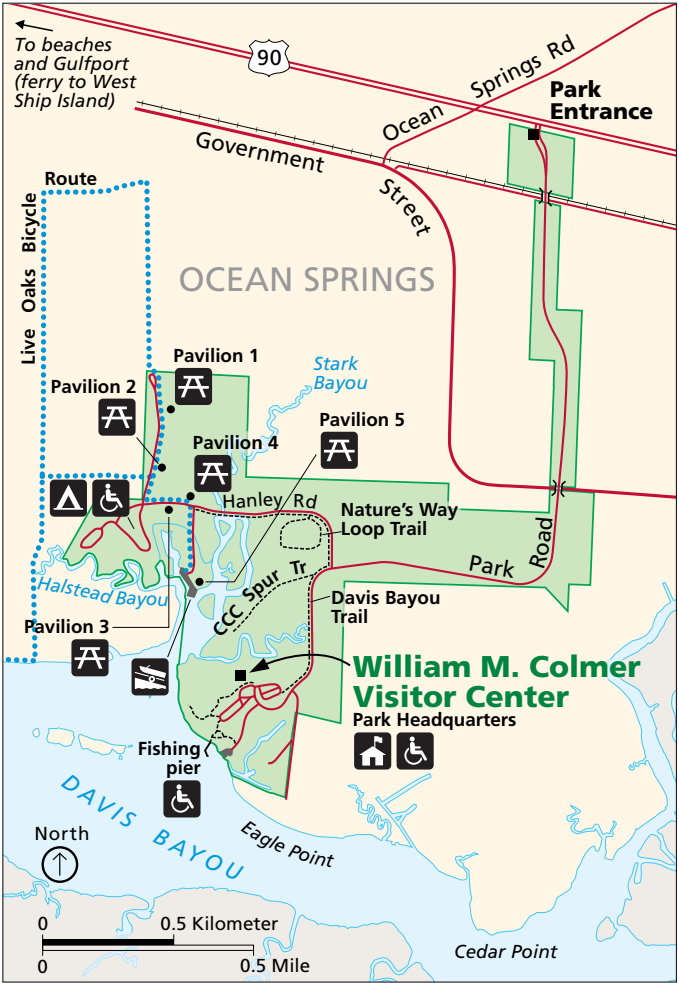 To beaches
and Gulfport
(ferry to West
Ship Island)
90
Ocean Springs Rd
Park
Entrance
Government
Street
Route
Live Oaks Bicycle
OCEAN SPRINGS
Pavilion 1
Stark
Bayou
Pavilion 2
Pavilion 5
Pavilion 4
Hanley Rd
Nature's Way
Loop Trail
Park Road
CCC Spur Tr
Halstead Bayou
Davis Bayou
Trail
Pavilion 3
William M. Colmer
Visitor Center
Park Headquarters
Fishing
pier
DAVIS BAYOU
Eagle Point
North
0 0.5 Kilometer
0 0.5 Mile
Cedar Point